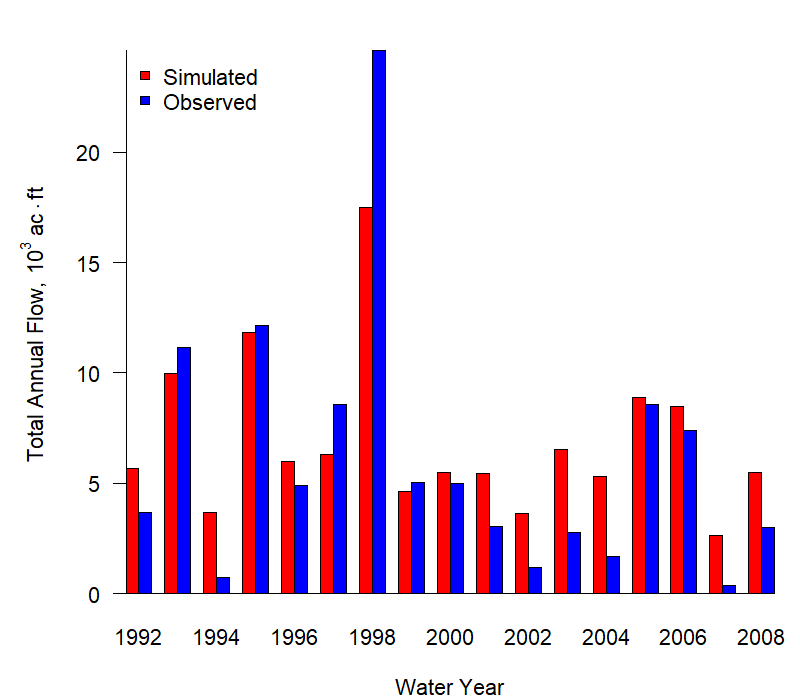 Simulated
Observed
Total Annual Flow, 10³ ac · ft
20
15
10
5
0
1992 1994 1996 1998 2000 2002 2004 2006 2008
Water Year